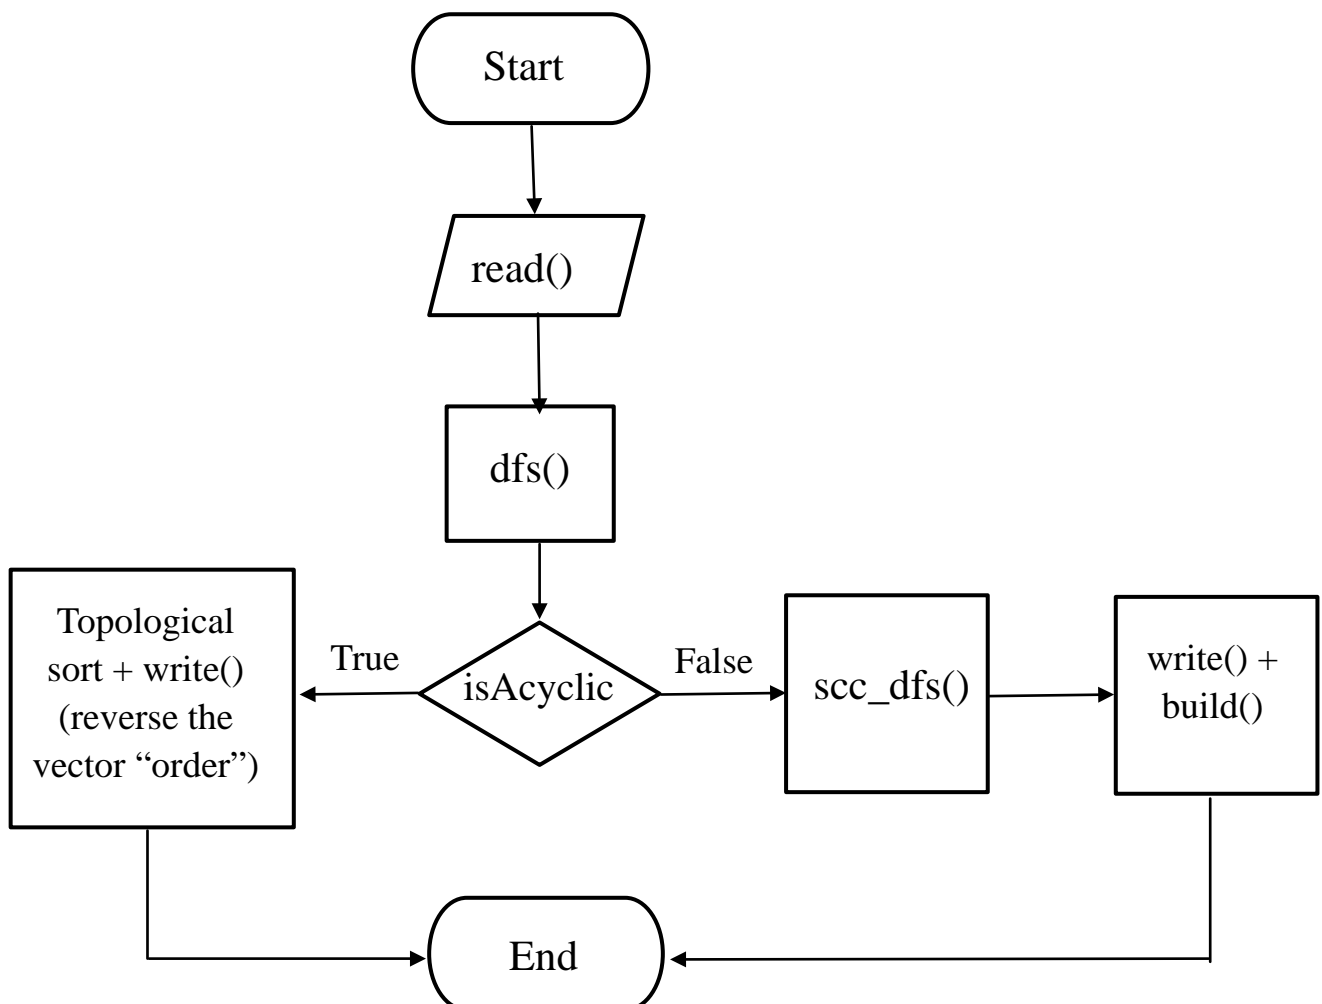 Start
read()
dfs()
Topological
sort + write()
(reverse the
vector “order”)
True
isAcyclic
False
scc_dfs()
write() +
build()
End